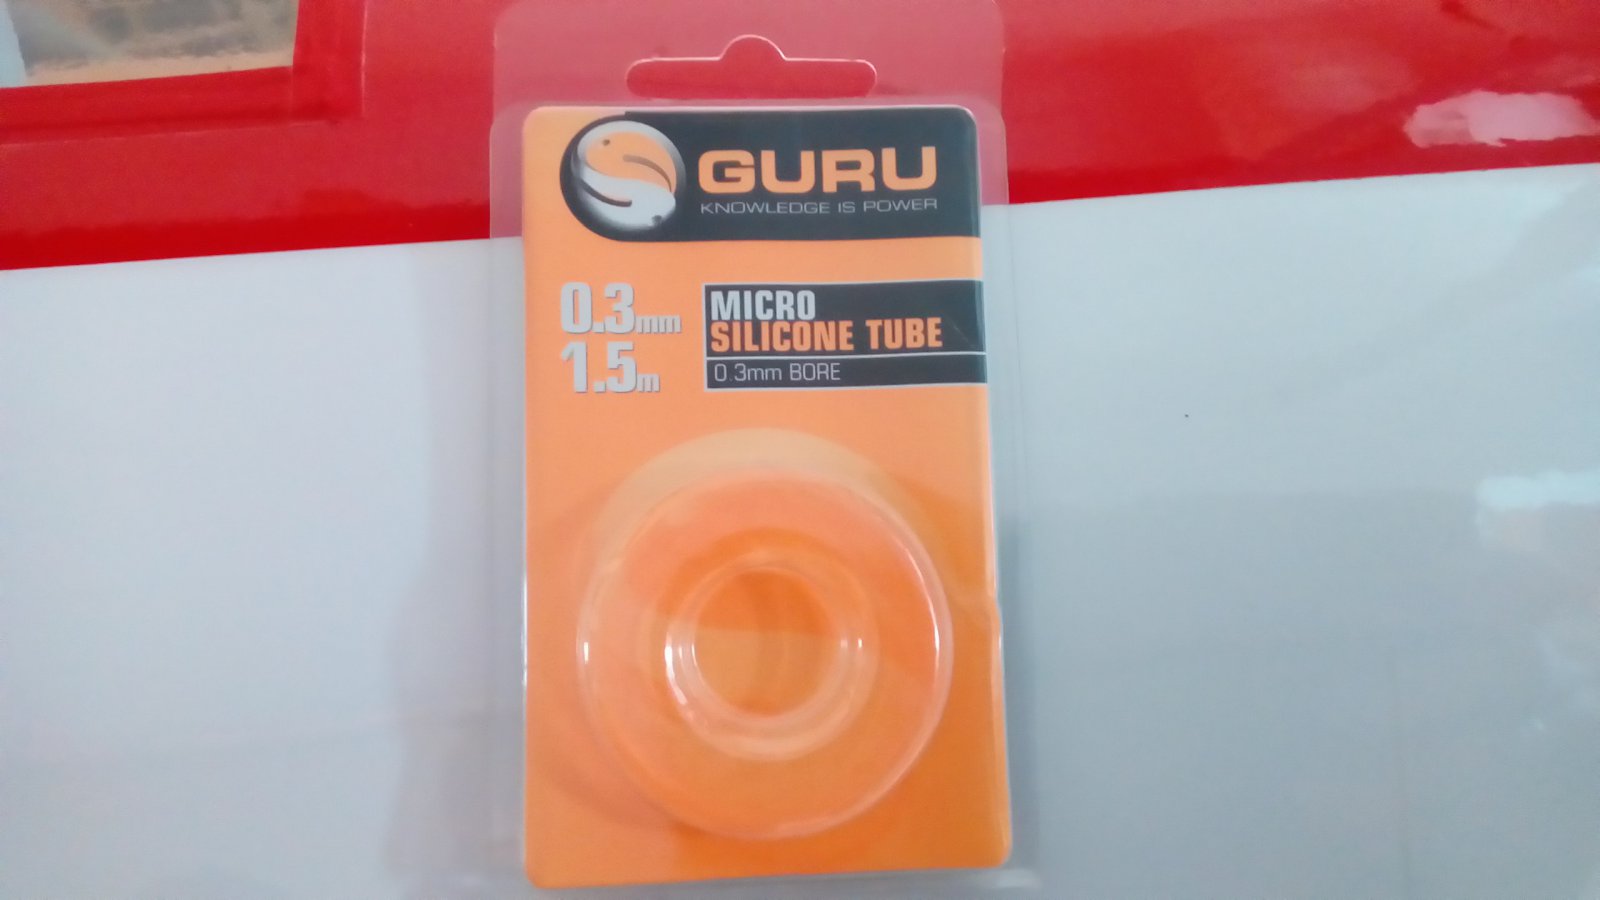 GURU
KNOWLEDGE IS POWER
0.3mm
1.5m
MICRO
SILICONE TUBE
0.3mm BORE